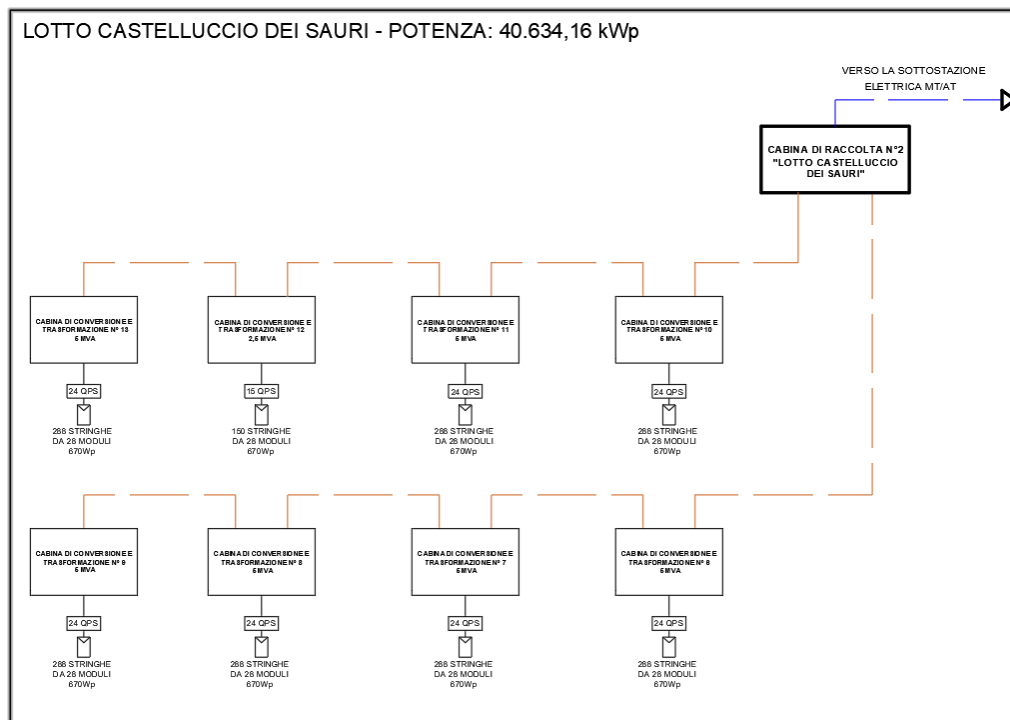 LOTTO CASTELLUCCIO DEI SAURI - POTENZA: 40.634,16 kWp
VERSO LA SOTTOSTAZIONE
ELETTRICA MT/AT
CABINA DI RACCOLTA N°2
"LOTTO CASTELLUCCIO
DEI SAURI"
CABINA DI CONVERSIONE E
TRASFORMAZIONE N° 13
5 MVA
24 QPS
288 STRINGHE
DA 28 MODULI
670Wp
CABINA DI CONVERSIONE E
TRASFORMAZIONE N° 12
2,5 MVA
15 QPS
150 STRINGHE
DA 28 MODULI
670Wp
CABINA DI CONVERSIONE E
TRASFORMAZIONE N° 11
5 MVA
24 QPS
288 STRINGHE
DA 28 MODULI
670Wp
CABINA DI CONVERSIONE E
TRASFORMAZIONE N° 10
5 MVA
24 QPS
288 STRINGHE
DA 28 MODULI
670Wp
CABINA DI CONVERSIONE E
TRASFORMAZIONE N° 9
5 MVA
24 QPS
288 STRINGHE
DA 28 MODULI
670Wp
CABINA DI CONVERSIONE E
TRASFORMAZIONE N° 8
5 MVA
24 QPS
288 STRINGHE
DA 28 MODULI
670Wp
CABINA DI CONVERSIONE E
TRASFORMAZIONE N° 7
5 MVA
24 QPS
288 STRINGHE
DA 28 MODULI
670Wp
CABINA DI CONVERSIONE E
TRASFORMAZIONE N° 6
5 MVA
24 QPS
288 STRINGHE
DA 28 MODULI
670Wp